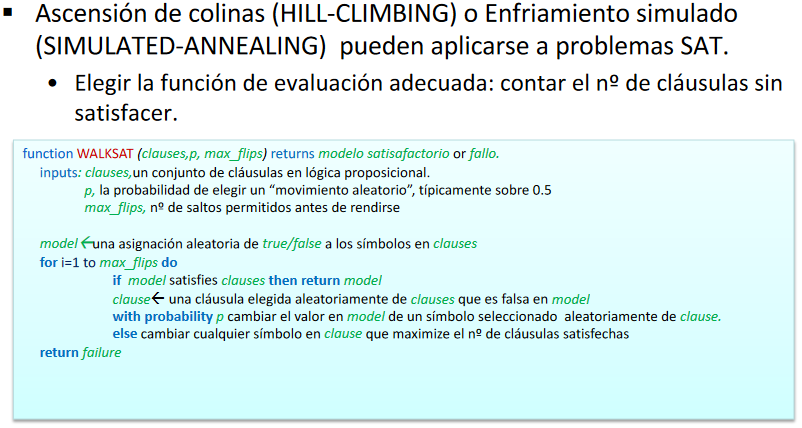 ▪ Ascensión de colinas (HILL-CLIMBING) o Enfriamiento simulado
(SIMULATED-ANNEALING) pueden aplicarse a problemas SAT.
• Elegir la función de evaluación adecuada: contar el nº de cláusulas sin
satisfacer.
function WALKSAT (clauses,p, max_flips) returns modelo satisafactorio or fallo.
inputs: clauses,un conjunto de cláusulas en lógica proposicional.
p, la probabilidad de elegir un “movimiento aleatorio”, típicamente sobre 0.5
max_flips, nº de saltos permitidos antes de rendirse
model ←una asignación aleatoria de true/false a los símbolos en clauses
for i=1 to max_flips do
if model satisfies clauses then return model
clause← una cláusula elegida aleatoriamente de clauses que es falsa en model
with probability p cambiar el valor en model de un símbolo seleccionado aleatoriamente de clause.
else cambiar cualquier símbolo en clause que maximize el nº de cláusulas satisfechas
return failure